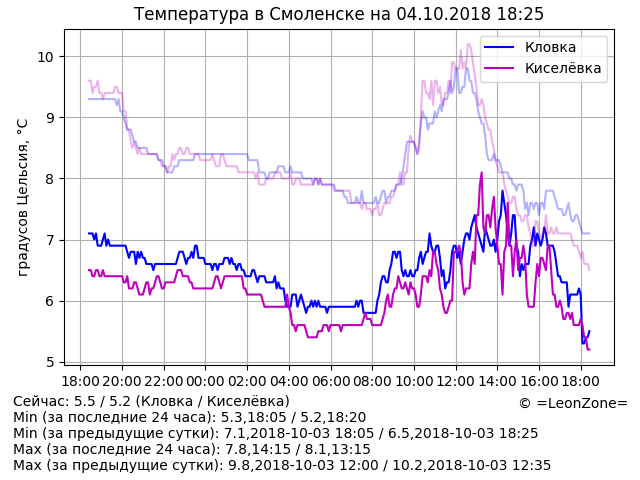 Температура в Смоленске на 04.10.2018 18:25
градусов Цельсия, °C
10
9
8
7
6
5
Кловка
Киселёвка
18:00 20:00 22:00 00:00 02:00 04:00 06:00 08:00 10:00 12:00 14:00 16:00 18:00
Сейчас: 5.5 / 5.2 (Кловка / Киселёвка)
© =LeonZone=
Min (за последние 24 часа): 5.3,18:05 / 5.2,18:20
Min (за предыдущие сутки): 7.1,2018-10-03 18:05 / 6.5,2018-10-03 18:25
Max (за последние 24 часа): 7.8,14:15 / 8.1,13:15
Max (за предыдущие сутки): 9.8,2018-10-03 12:00 / 10.2,2018-10-03 12:35